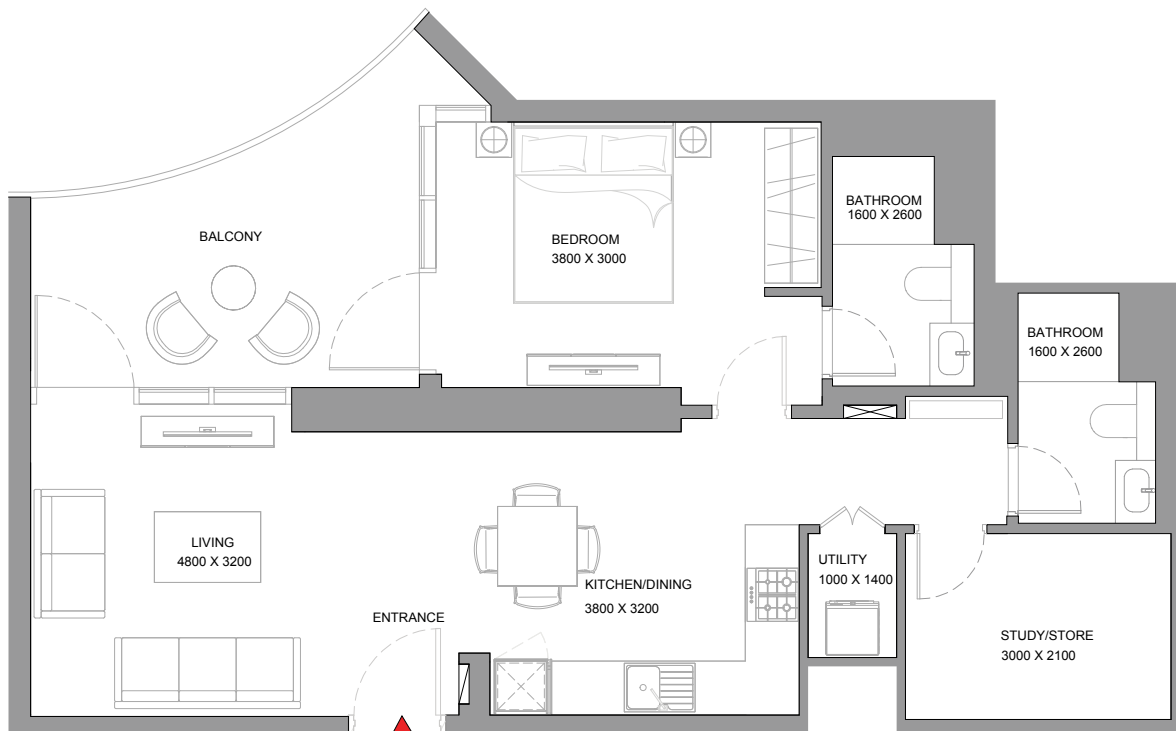 BATHROOM
1600 X 2600
BALCONY
BEDROOM
3800 X 3000
BATHROOM
1600 X 2600
LIVING
4800 X 3200
UTILITY
1000 X 1400
KITCHEN/DINING
3800 X 3200
ENTRANCE
STUDY/STORE
3000 X 2100